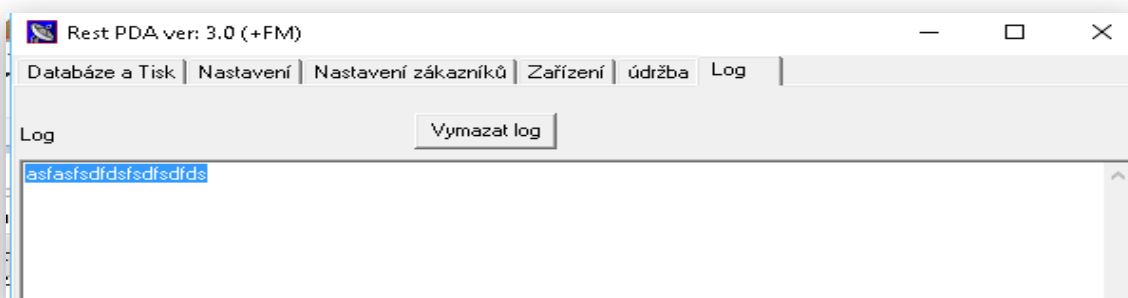 Rest PDA ver: 3.0 (+FM)
Databáze a Tisk Nastavení Nastavení zákazníků Zařízení údržba Log
Log Vymazat log
asfasfsdfdsfsdfsdfds